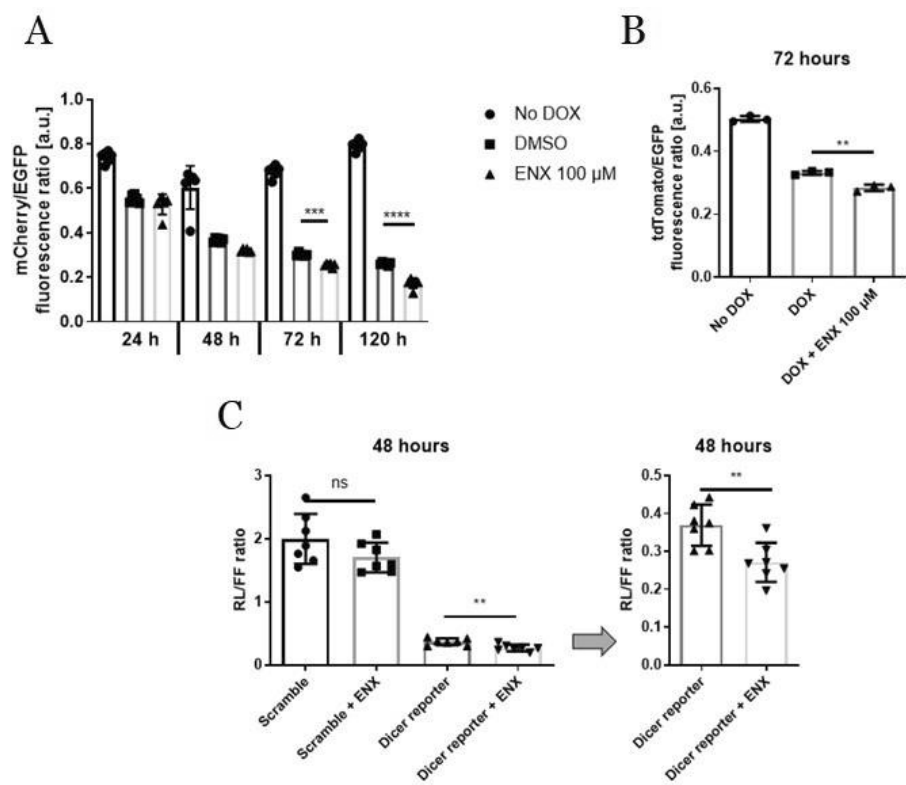 A
mCherry/EGFP
fluorescence ratio [a.u.]
1.0
0.8
0.6
0.4
0.2
0.0
***
****
24 h
48 h
72 h
120 h
No DOX
DMSO
ENX 100 µM
B
72 hours
tdTomato/EGFP
fluorescence ratio [a.u.]
0.6
0.4
0.2
0.0
**
No DOX
DOX
DOX + ENX 100 µM
C
48 hours
RL/FF ratio
3
2
1
0
ns
**
Scramble
Scramble + ENX
Dicer reporter
Dicer reporter + ENX
48 hours
RL/FF ratio
0.5
0.4
0.3
0.2
0.1
0.0
**
Dicer reporter
Dicer reporter + ENX